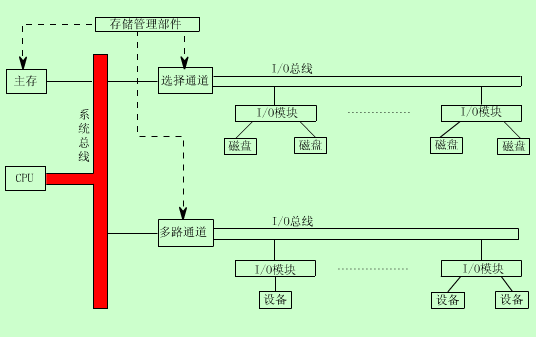 存储管理部件
主存
选择通道
I/O总线
I/O模块
I/O模块
系统总线
磁盘
磁盘
磁盘
磁盘
CPU
多路通道
I/O总线
I/O模块
I/O模块
设备
设备
设备